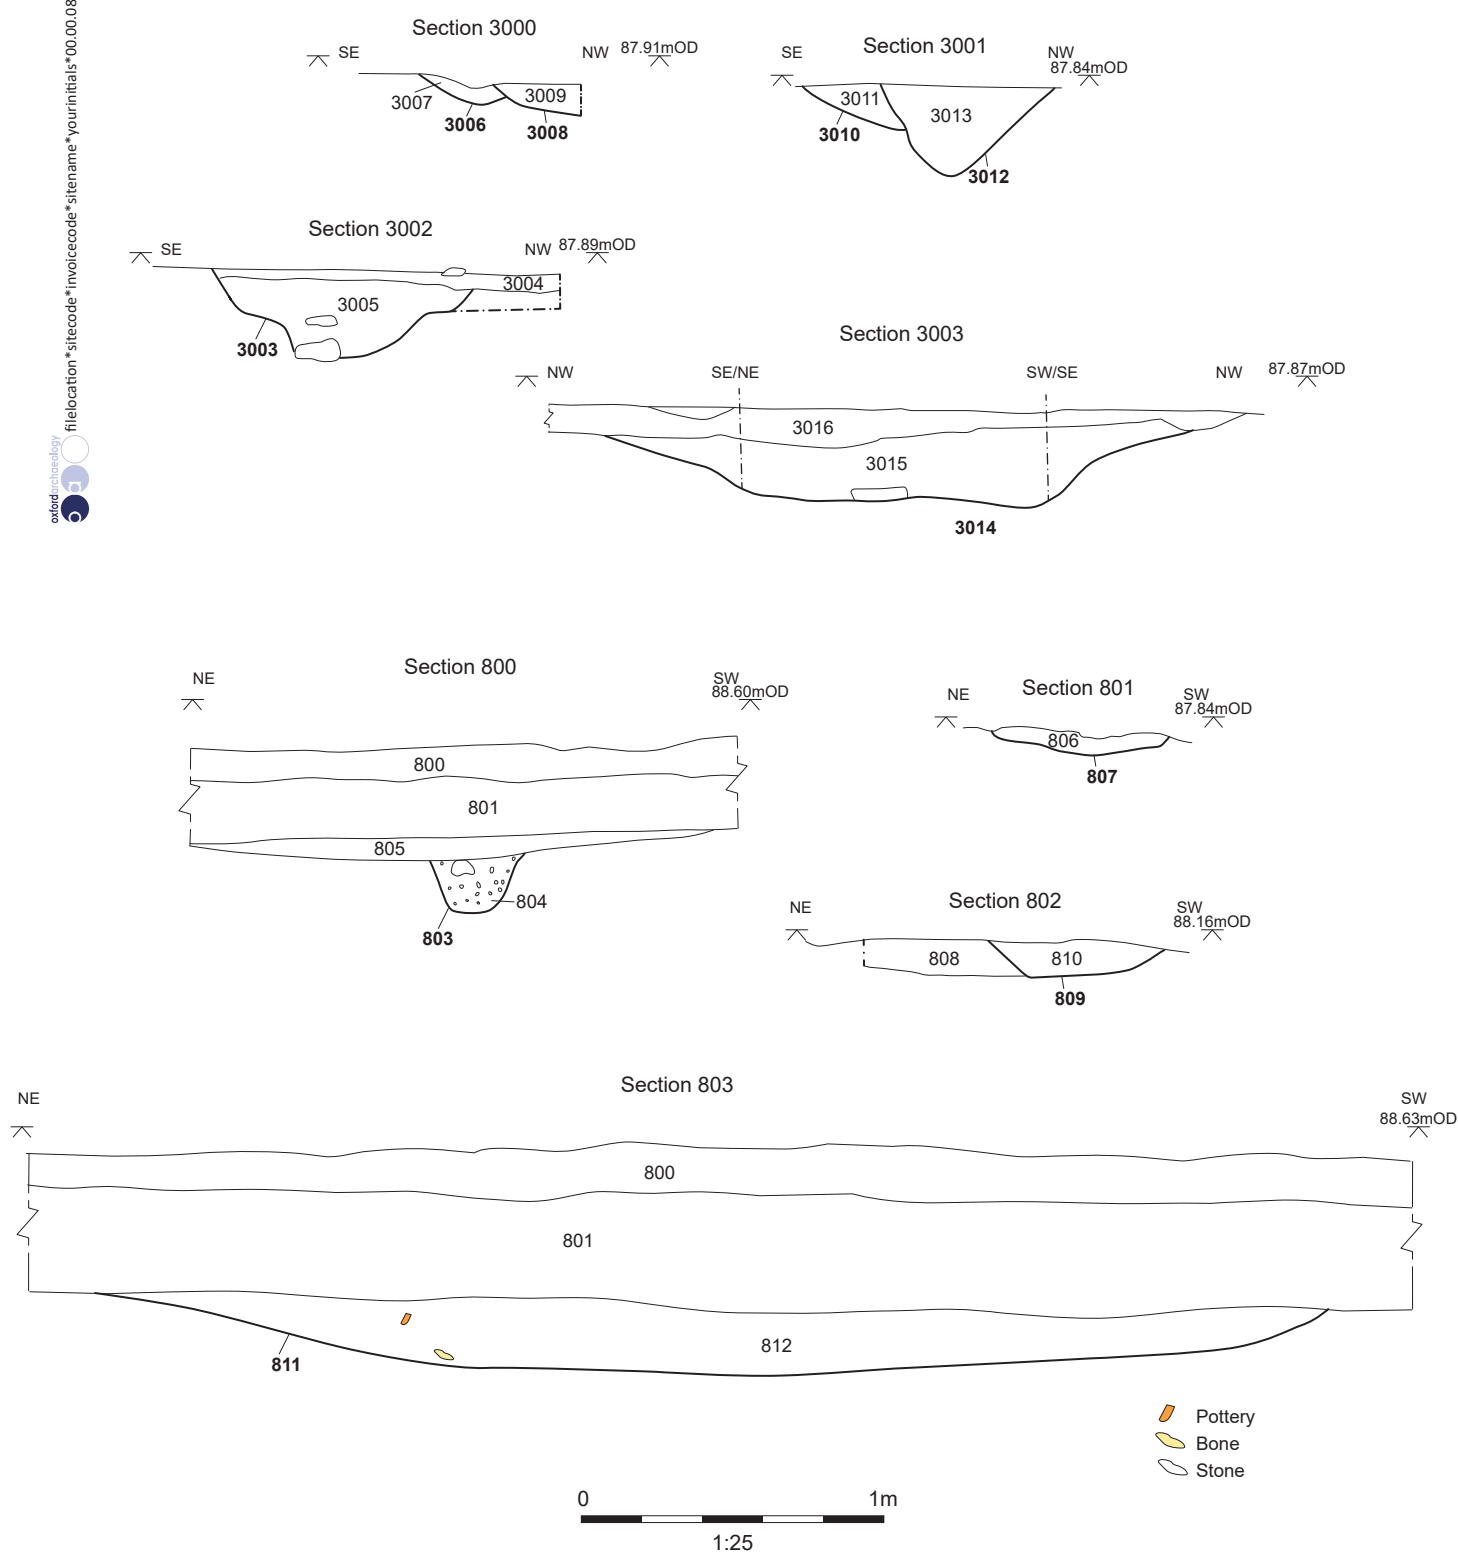 filelocation*sitecode*invoicecode*sitename*yourinitials*00.00.08
oxfordarchaeology
Section 3000
SE
NW 87.91mOD
3007
3009
3006
3008
Section 3001
SE
NW
87.84mOD
3011
3013
3010
3012
Section 3002
SE
NW 87.89mOD
3004
3005
3003
Section 3003
NW
SE/NE
SW/SE
NW
87.87mOD
3016
3015
3014
Section 800
NE
SW
88.60mOD
800
801
805
804
803
Section 801
NE
SW
87.84mOD
806
807
Section 802
NE
SW
88.16mOD
808
810
809
Section 803
NE
SW
88.63mOD
800
801
812
811
Pottery
Bone
Stone
0 1m
1:25